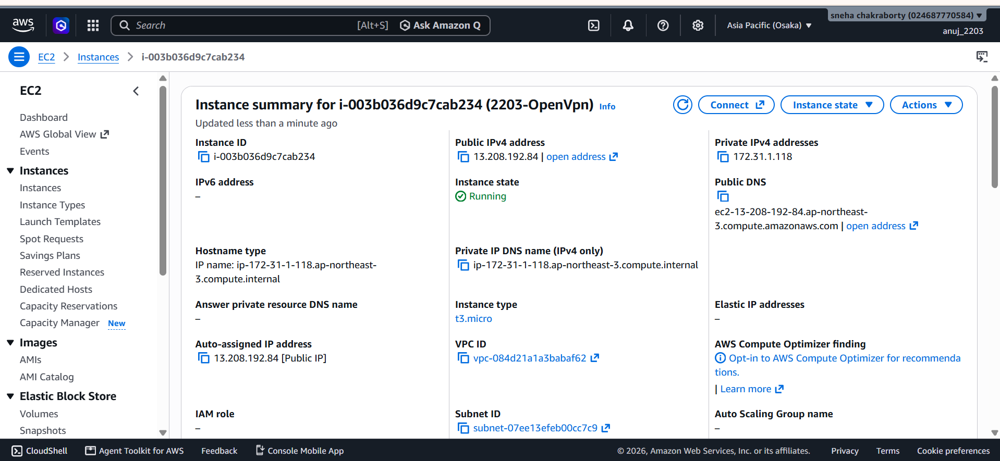 aws
Search [Alt+S] Ask Amazon Q
Asia Pacific (Osaka) ▼
sneha chakraborty (024687770584) ▼
anuj_2203
EC2 > Instances > i-003b036d9c7cab234
EC2
Dashboard
AWS Global View
Events
Instances
Instances
Instance Types
Launch Templates
Spot Requests
Savings Plans
Reserved Instances
Dedicated Hosts
Capacity Reservations
Capacity Manager New
Images
AMIs
AMI Catalog
Elastic Block Store
Volumes
Snapshots
Instance summary for i-003b036d9c7cab234 (2203-OpenVpn) Info
Updated less than a minute ago
Connect
Instance state ▼
Actions ▼
Instance ID
i-003b036d9c7cab234
Public IPv4 address
13.208.192.84 | open address
Private IPv4 addresses
172.31.1.118
IPv6 address
–
Instance state
Running
Public DNS
ec2-13-208-192-84.ap-northeast-
3.compute.amazonaws.com | open address
Hostname type
IP name: ip-172-31-1-118.ap-northeast-
3.compute.internal
Private IP DNS name (IPv4 only)
ip-172-31-1-118.ap-northeast-3.compute.internal
Answer private resource DNS name
–
Instance type
t3.micro
Elastic IP addresses
–
Auto-assigned IP address
13.208.192.84 [Public IP]
VPC ID
vpc-084d21a1a3babaf62
AWS Compute Optimizer finding
Opt-in to AWS Compute Optimizer for recommenda
tions.
| Learn more
IAM role
–
Subnet ID
subnet-07ee13efeb00cc7c9
Auto Scaling Group name
–
CloudShell
Agent Toolkit for AWS
Feedback
Console Mobile App
© 2026, Amazon Web Services, Inc. or its affiliates.
Privacy
Terms
Cookie preferences